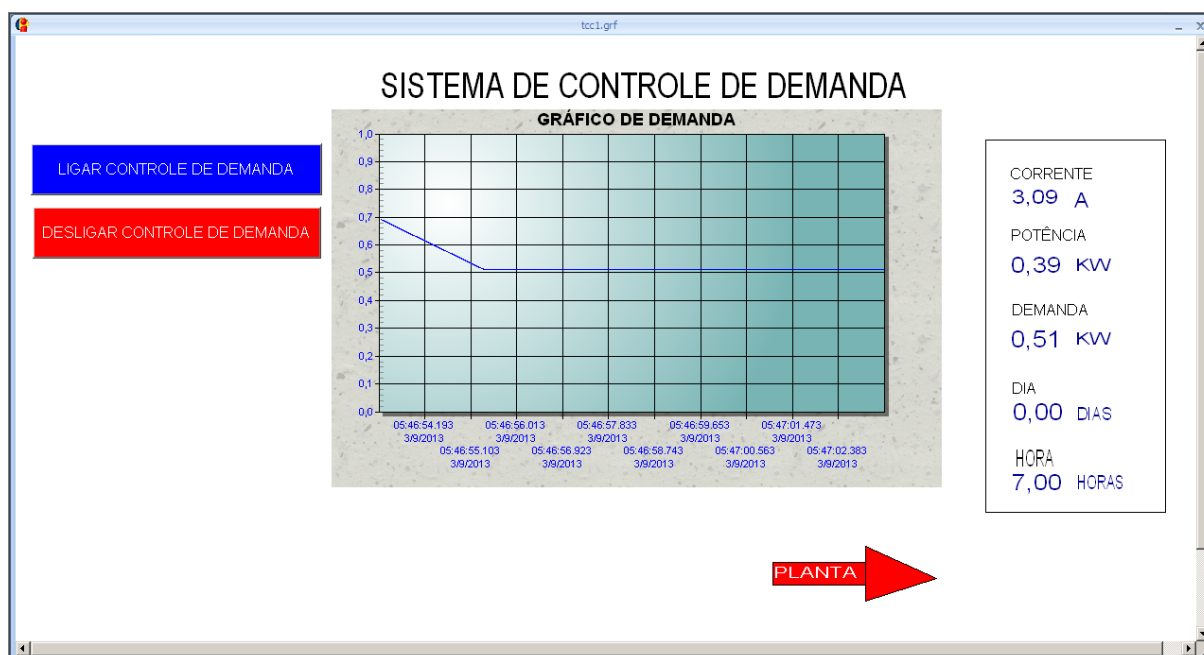 tcc1.grf
SISTEMA DE CONTROLE DE DEMANDA
LIGAR CONTROLE DE DEMANDA
DESLIGAR CONTROLE DE DEMANDA
GRÁFICO DE DEMANDA
1,0
0,9
0,8
0,7
0,6
0,5
0,4
0,3
0,2
0,1
0,0
05:46:54.193 05:46:56.013 05:46:57.833 05:46:59.653 05:47:01.473
3/9/2013 3/9/2013 3/9/2013 3/9/2013 3/9/2013
05:46:55.103 05:46:56.923 05:46:58.743 05:47:00.563 05:47:02.383
3/9/2013 3/9/2013 3/9/2013 3/9/2013 3/9/2013
CORRENTE
3,09 A
POTÊNCIA
0,39 KW
DEMANDA
0,51 KW
DIA
0,00 DIAS
HORA
7,00 HORAS
PLANTA